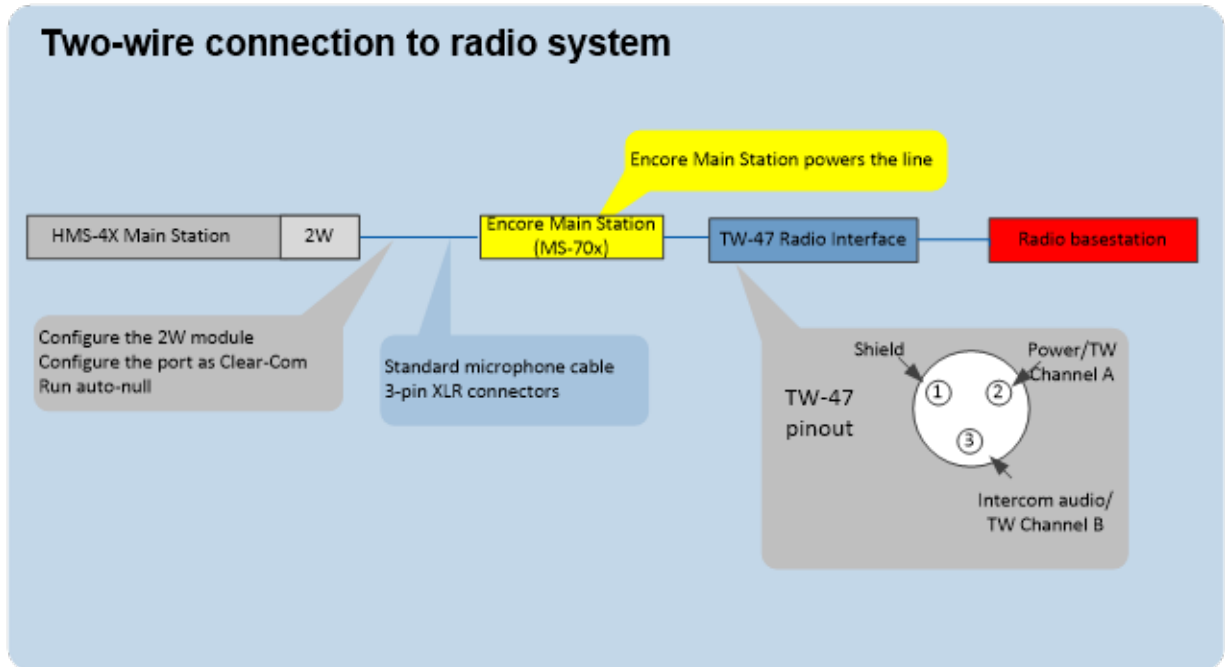 Two-wire connection to radio system
Encore Main Station powers the line
HMS-4X Main Station
2W
Encore Main Station
(MS-70x)
TW-47 Radio Interface
Radio basestation
Configure the 2W module
Configure the port as Clear-Com
Run auto-null
Standard microphone cable
3-pin XLR connectors
TW-47
pinout
Shield
Power/TW
Channel A
1
2
3
Intercom audio/
TW Channel B